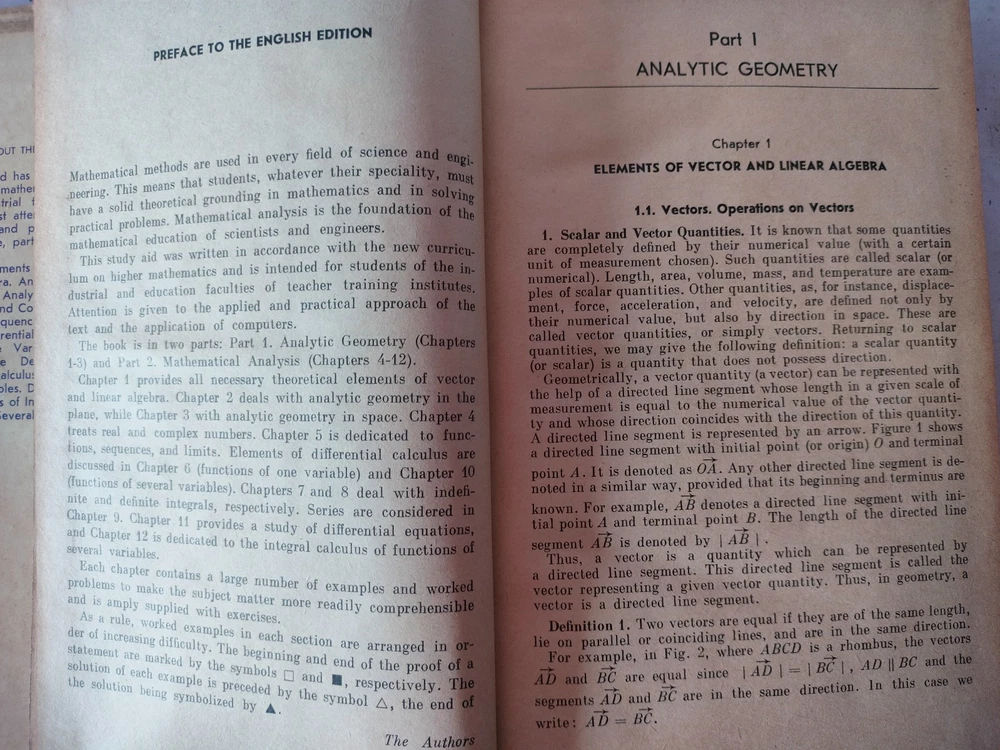 OUT TH
d has
mathe
trial
st atte
and p
e, part
ments
ra. An
Analy
nd Co
equenc
erential
Var
De
alculus
oles. D
s of In
Several
PREFACE TO THE ENGLISH EDITION
Mathematical methods are used in every field of science and engi-
neering. This means that students, whatever their speciality, must
have a solid theoretical grounding in mathematics and in solving
practical problems. Mathematical analysis is the foundation of the
mathematical education of scientists and engineers.
This study aid was written in accordance with the new curricu-
lum on higher mathematics and is intended for students of the in-
dustrial and education faculties of teacher training institutes.
Attention is given to the applied and practical approach of the
text and the application of computers.
The book is in two parts: Part 1. Analytic Geometry (Chapters
1-3) and Part 2. Mathematical Analysis (Chapters 4-12).
Chapter 1 provides all necessary theoretical elements of vector
and linear algebra. Chapter 2 deals with analytic geometry in the
plane, while Chapter 3 with analytic geometry in space. Chapter 4
treats real and complex numbers. Chapter 5 is dedicated to func-
tions, sequences, and limits. Elements of differential calculus are
discussed in Chapter 6 (functions of one variable) and Chapter 10
(functions of several variables). Chapters 7 and 8 deal with indefi-
nite and definite integrals, respectively. Series are considered in
Chapter 9. Chapter 11 provides a study of differential equations,
and Chapter 12 is dedicated to the integral calculus of functions of
several variables.
Each chapter contains a large number of examples and worked
problems to make the subject matter more readily comprehensible
and is amply supplied with exercises.
As a rule, worked examples in each section are arranged in or-
der of increasing difficulty. The beginning and end of the proof of a
statement are marked by the symbols □ and ■, respectively. The
solution of each example is preceded by the symbol △, the end of
the solution being symbolized by ▲.
The Authors
Part 1
ANALYTIC GEOMETRY
Chapter 1
ELEMENTS OF VECTOR AND LINEAR ALGEBRA
1.1. Vectors. Operations on Vectors
1. Scalar and Vector Quantities. It is known that some quantities
are completely defined by their numerical value (with a certain
unit of measurement chosen). Such quantities are called scalar (or
numerical). Length, area, volume, mass, and temperature are exam-
ples of scalar quantities. Other quantities, as, for instance, displace-
ment, force, acceleration, and velocity, are defined not only by
their numerical value, but also by direction in space. These are
called vector quantities, or simply vectors. Returning to scalar
quantities, we may give the following definition: a scalar quantity
(or scalar) is a quantity that does not possess direction.
Geometrically, a vector quantity (a vector) can be represented with
the help of a directed line segment whose length in a given scale of
measurement is equal to the numerical value of the vector quanti-
ty and whose direction coincides with the direction of this quantity.
A directed line segment is represented by an arrow. Figure 1 shows
a directed line segment with initial point (or origin) O and terminal
point A. It is denoted as O⃗A⃗. Any other directed line segment is de-
noted in a similar way, provided that its beginning and terminus are
known. For example, A⃗B⃗ denotes a directed line segment with ini-
tial point A and terminal point B. The length of the directed line
segment A⃗B⃗ is denoted by | A⃗B⃗ | .
Thus, a vector is a quantity which can be represented by
a directed line segment. This directed line segment is called the
vector representing a given vector quantity. Thus, in geometry, a
vector is a directed line segment.
Definition 1. Two vectors are equal if they are of the same length,
lie on parallel or coinciding lines, and are in the same direction.
For example, in Fig. 2, where ABCD is a rhombus, the vectors
A⃗D⃗ and B⃗C⃗ are equal since | A⃗D⃗ | = | B⃗C⃗ | , AD ∥ BC and the
segments A⃗D⃗ and B⃗C⃗ are in the same direction. In this case we
write: A⃗D⃗ = B⃗C⃗.